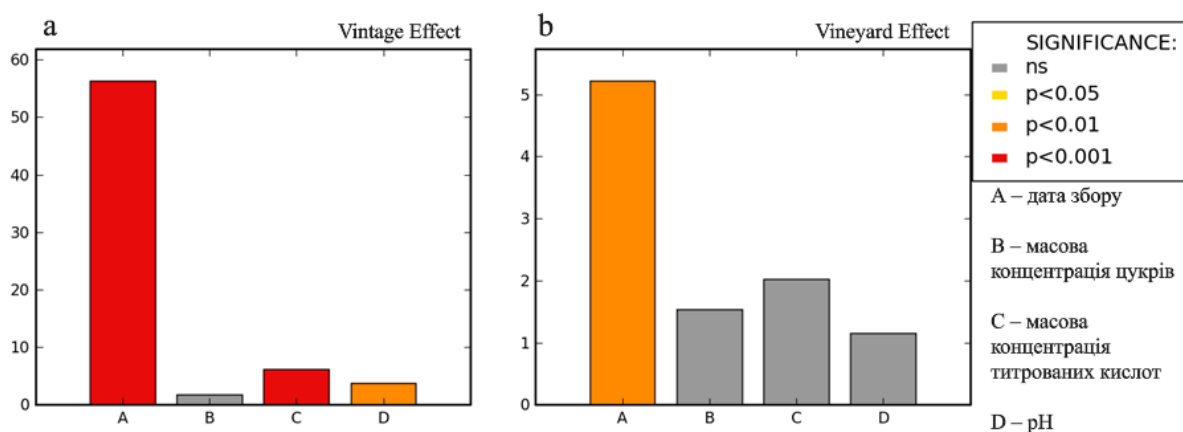 a
Vintage Effect
60
50
40
30
20
10
0
A
B
C
D
b
Vineyard Effect
5
4
3
2
1
0
A
B
C
D
SIGNIFICANCE:
ns
p<0.05
p<0.01
p<0.001
A – дата збору
B – масова
концентрація цукрів
C – масова
концентрація
титрованих кислот
D – pH